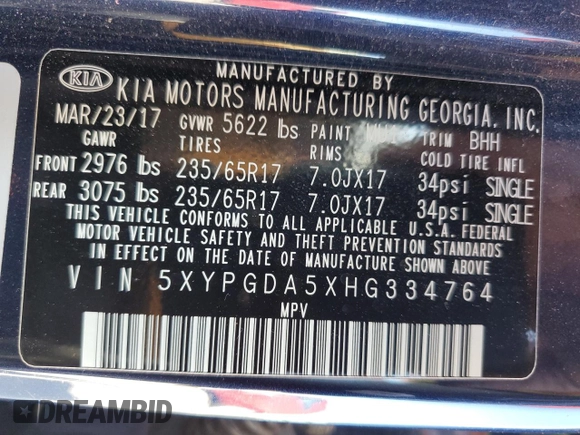 MANUFACTURED BY
KIA KIA MOTORS MANUFACTURING GEORGIA, INC.
MAR/23/17 GVWR 5622 lbs PAINT TRIM BHH
GAWR TIRES RIMS COLD TIRE INFL
FRONT 2976 lbs 235/65R17 7.0JX17 34psi SINGLE
REAR 3075 lbs 235/65R17 7.0JX17 34psi SINGLE
THIS VEHICLE CONFORMS TO ALL APPLICABLE U.S.A. FEDERAL
MOTOR VEHICLE SAFETY AND THEFT PREVENTION STANDARDS
IN EFFECT ON THE DATE OF MANUFACTURE SHOWN ABOVE.
VIN 5XYPGDA5XHG334764
MPV
DREAMBID